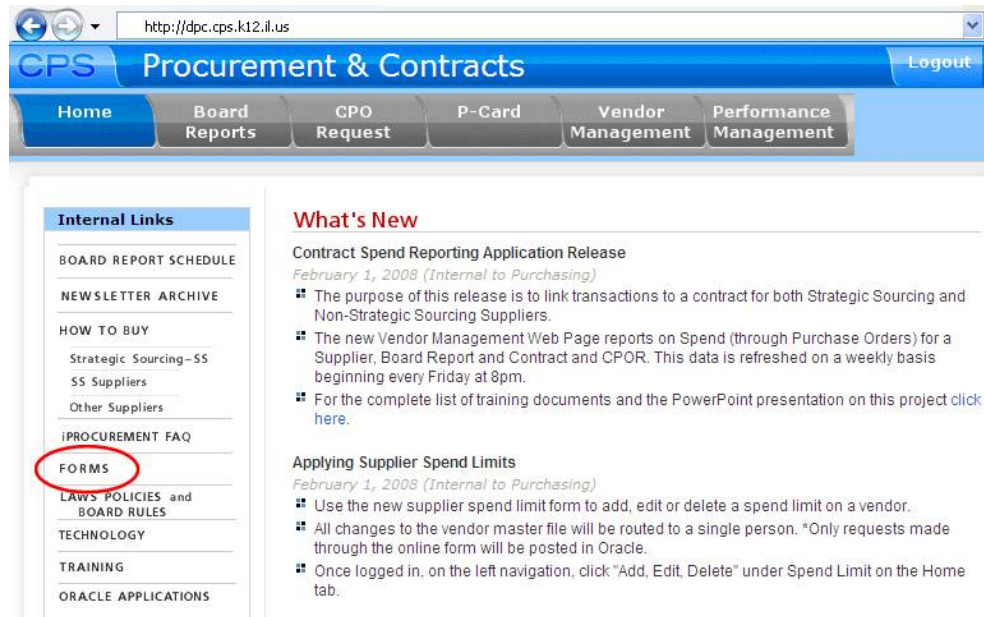 http://dpc.cps.k12.il.us
CPS Procurement & Contracts Logout
Home Board Reports CPO Request P-Card Vendor Management Performance Management
Internal Links
BOARD REPORT SCHEDULE
NEWSLETTER ARCHIVE
HOW TO BUY
Strategic Sourcing-SS
SS Suppliers
Other Suppliers
iPROCUREMENT FAQ
FORMS
LAWS POLICIES and
BOARD RULES
TECHNOLOGY
TRAINING
ORACLE APPLICATIONS
What's New
Contract Spend Reporting Application Release
February 1, 2008 (Internal to Purchasing)
The purpose of this release is to link transactions to a contract for both Strategic Sourcing and
Non-Strategic Sourcing Suppliers.
The new Vendor Management Web Page reports on Spend (through Purchase Orders) for a
Supplier, Board Report and Contract and CPOR. This data is refreshed on a weekly basis
beginning every Friday at 8pm.
For the complete list of training documents and the PowerPoint presentation on this project click
here.
Applying Supplier Spend Limits
February 1, 2008 (Internal to Purchasing)
Use the new supplier spend limit form to add, edit or delete a spend limit on a vendor.
All changes to the vendor master file will be routed to a single person. *Only requests made
through the online form will be posted in Oracle.
Once logged in, on the left navigation, click "Add, Edit, Delete" under Spend Limit on the Home
tab.